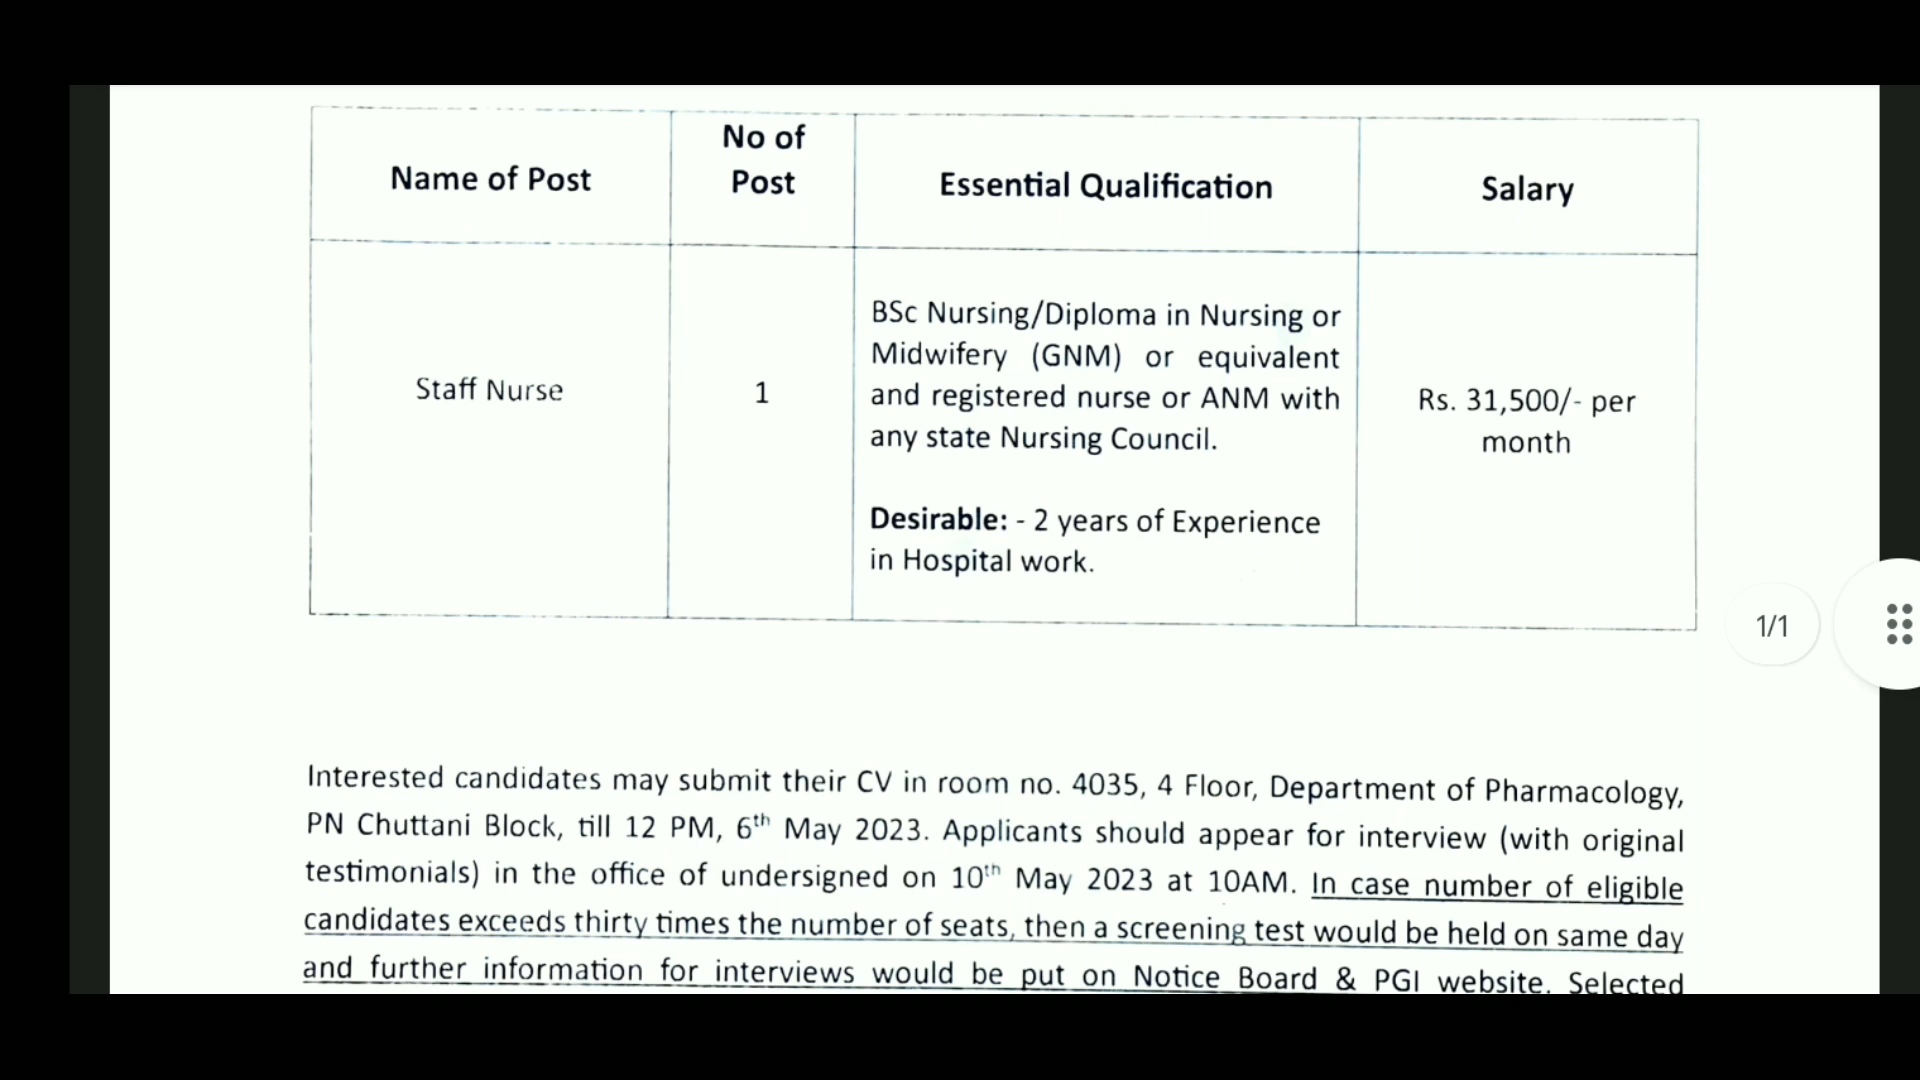 Name of Post
No of
Post
Essential Qualification
Salary
Staff Nurse
1
BSc Nursing/Diploma in Nursing or
Midwifery (GNM) or equivalent
and registered nurse or ANM with
any state Nursing Council.
Desirable: - 2 years of Experience
in Hospital work.
Rs. 31,500/- per
month
1/1
Interested candidates may submit their CV in room no. 4035, 4 Floor, Department of Pharmacology,
PN Chuttani Block, till 12 PM, 6th May 2023. Applicants should appear for interview (with original
testimonials) in the office of undersigned on 10th May 2023 at 10AM. In case number of eligible
candidates exceeds thirty times the number of seats, then a screening test would be held on same day
and further information for interviews would be put on Notice Board & PGI website. Selected